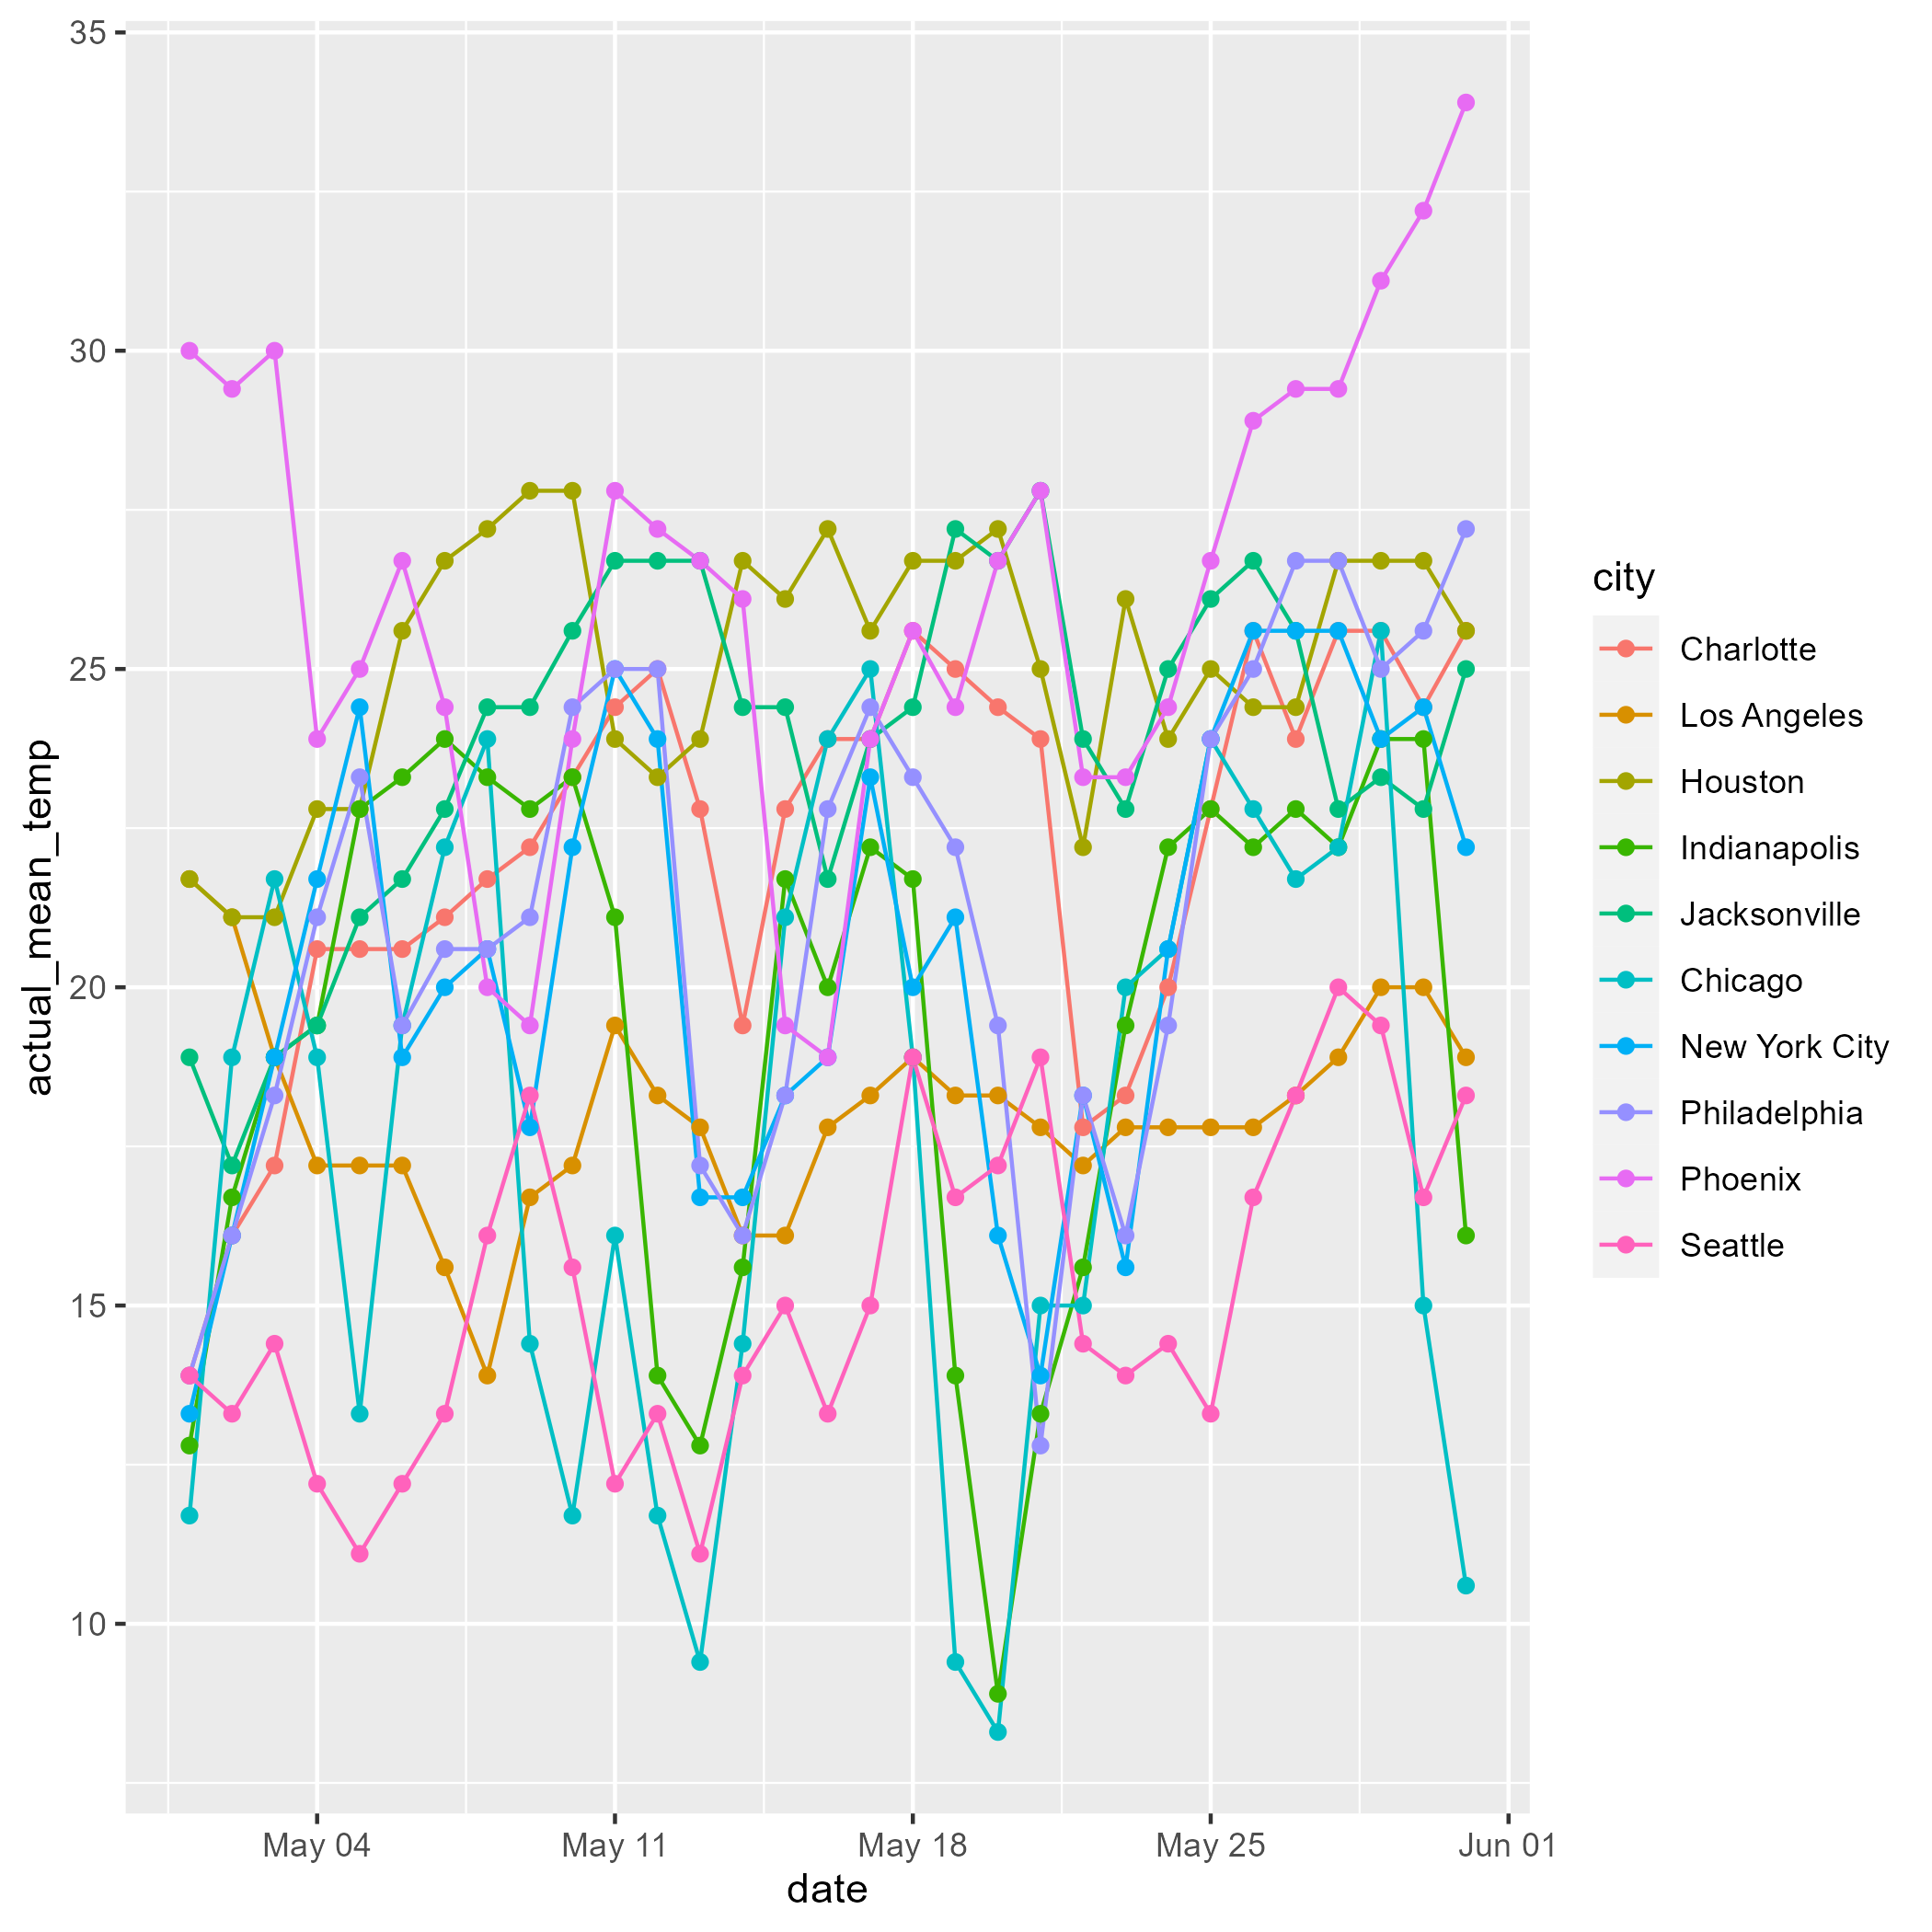 35
30
25
20
15
10
actual_mean_temp
May 04
May 11
May 18
May 25
Jun 01
date
city
Charlotte
Los Angeles
Houston
Indianapolis
Jacksonville
Chicago
New York City
Philadelphia
Phoenix
Seattle